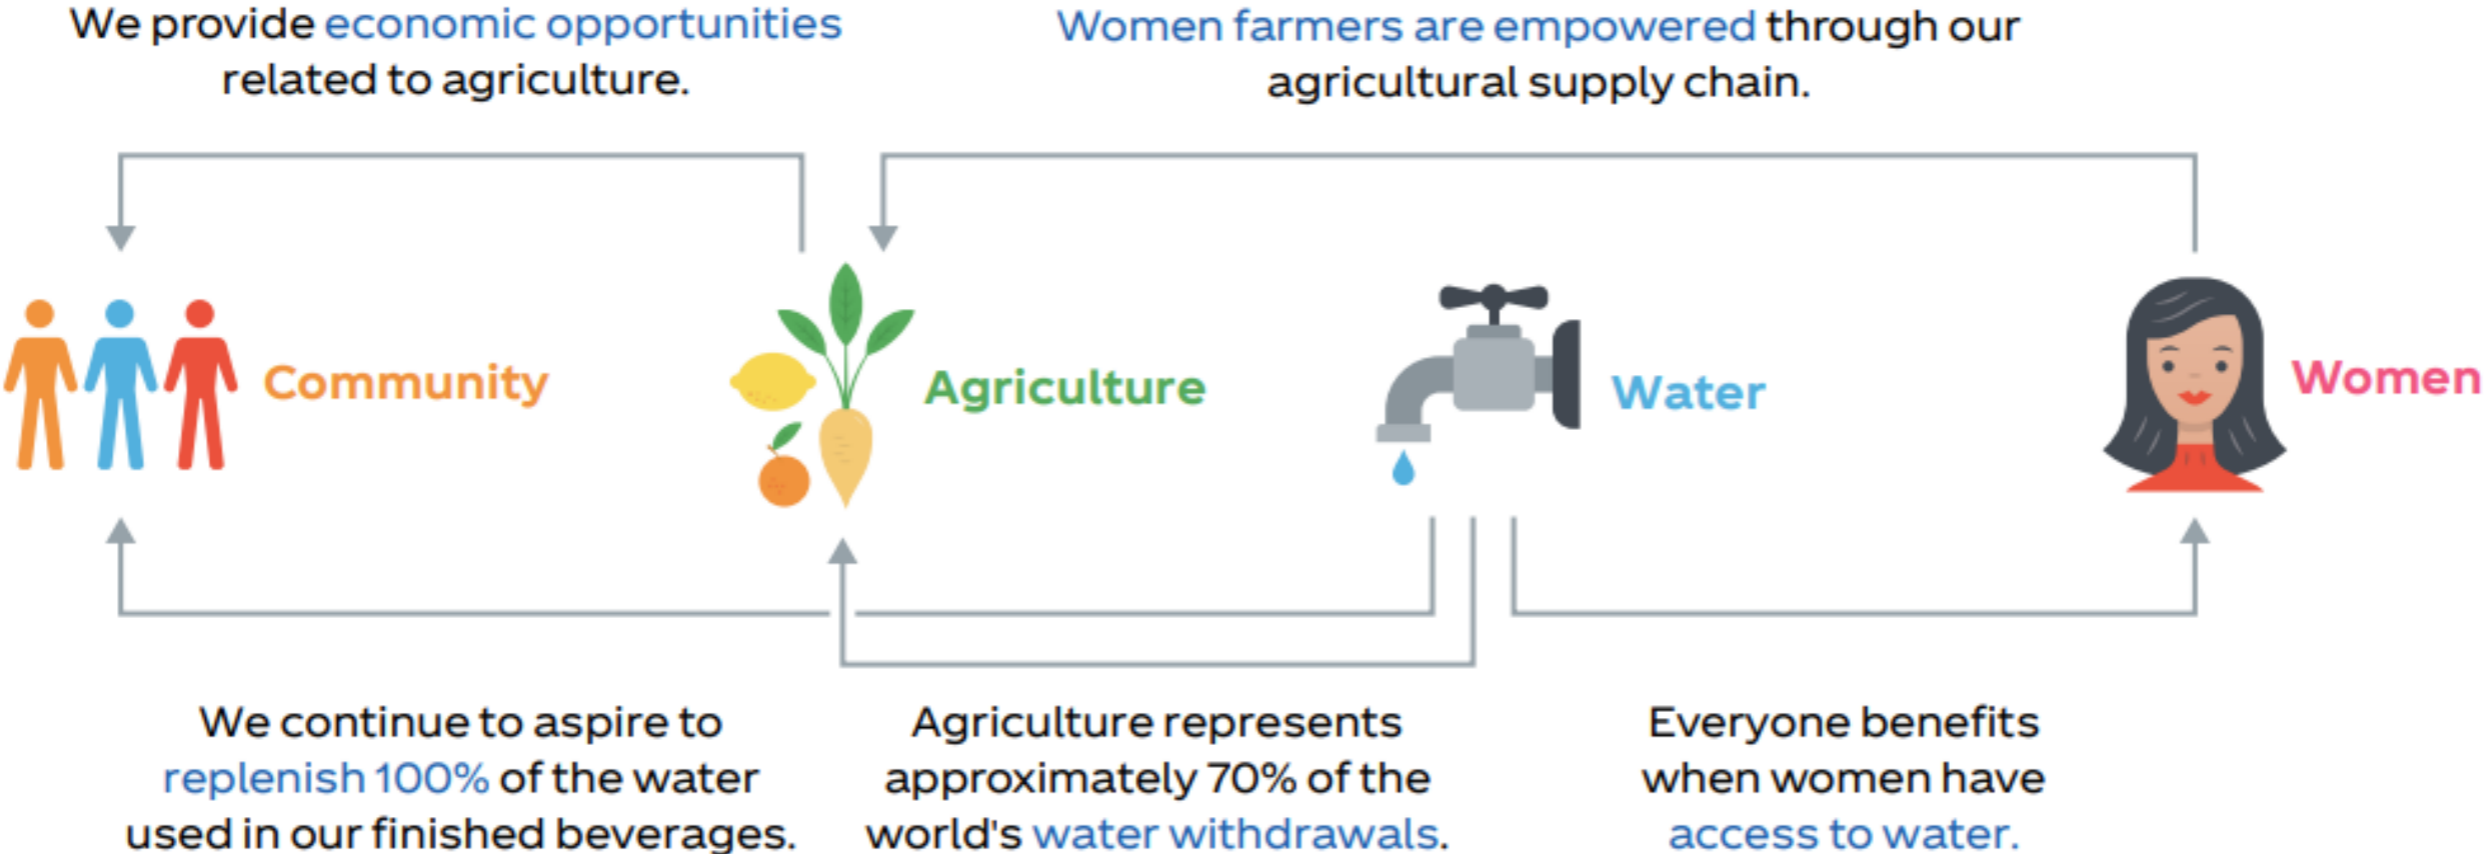 We provide economic opportunities
related to agriculture.
Women farmers are empowered through our
agricultural supply chain.
Community
Agriculture
Water
Women
We continue to aspire to
replenish 100% of the water
used in our finished beverages.
Agriculture represents
approximately 70% of the
world's water withdrawals.
Everyone benefits
when women have
access to water.